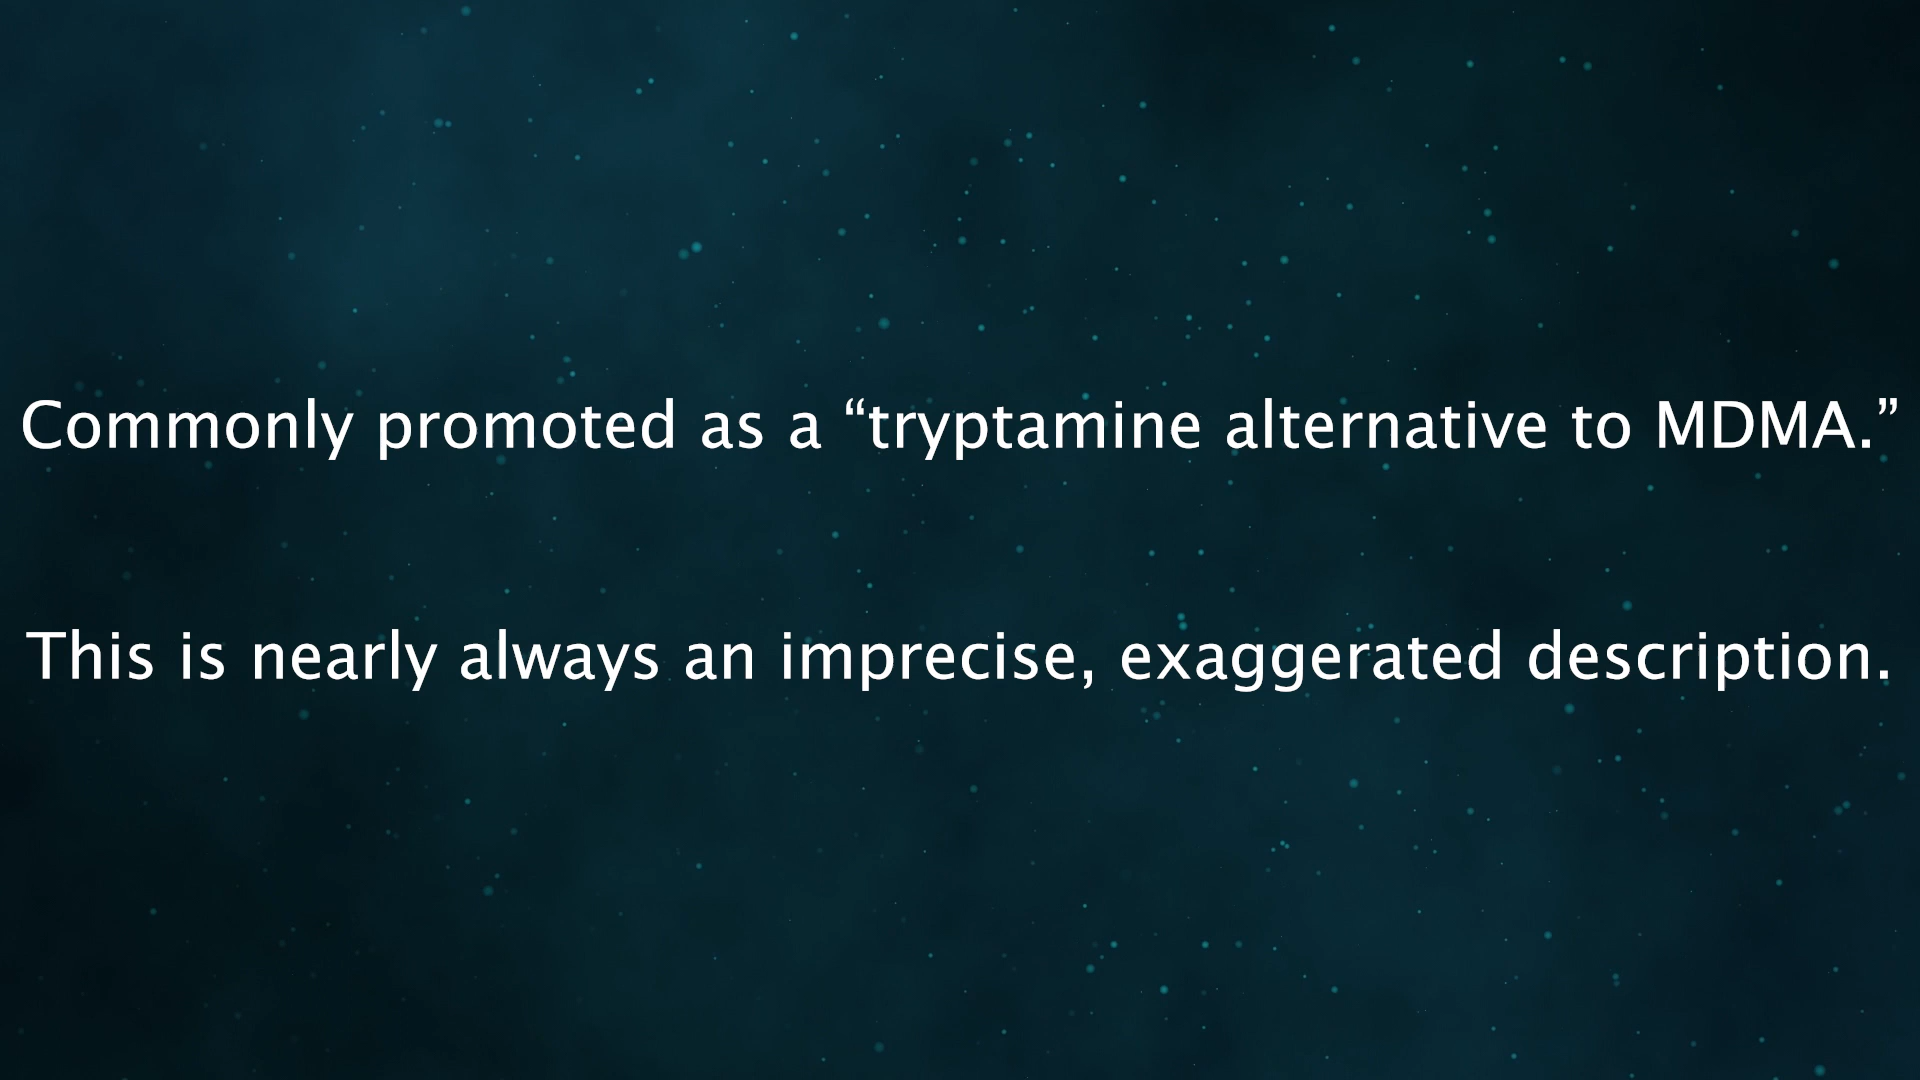 Commonly promoted as a “tryptamine alternative to MDMA.”
This is nearly always an imprecise, exaggerated description.